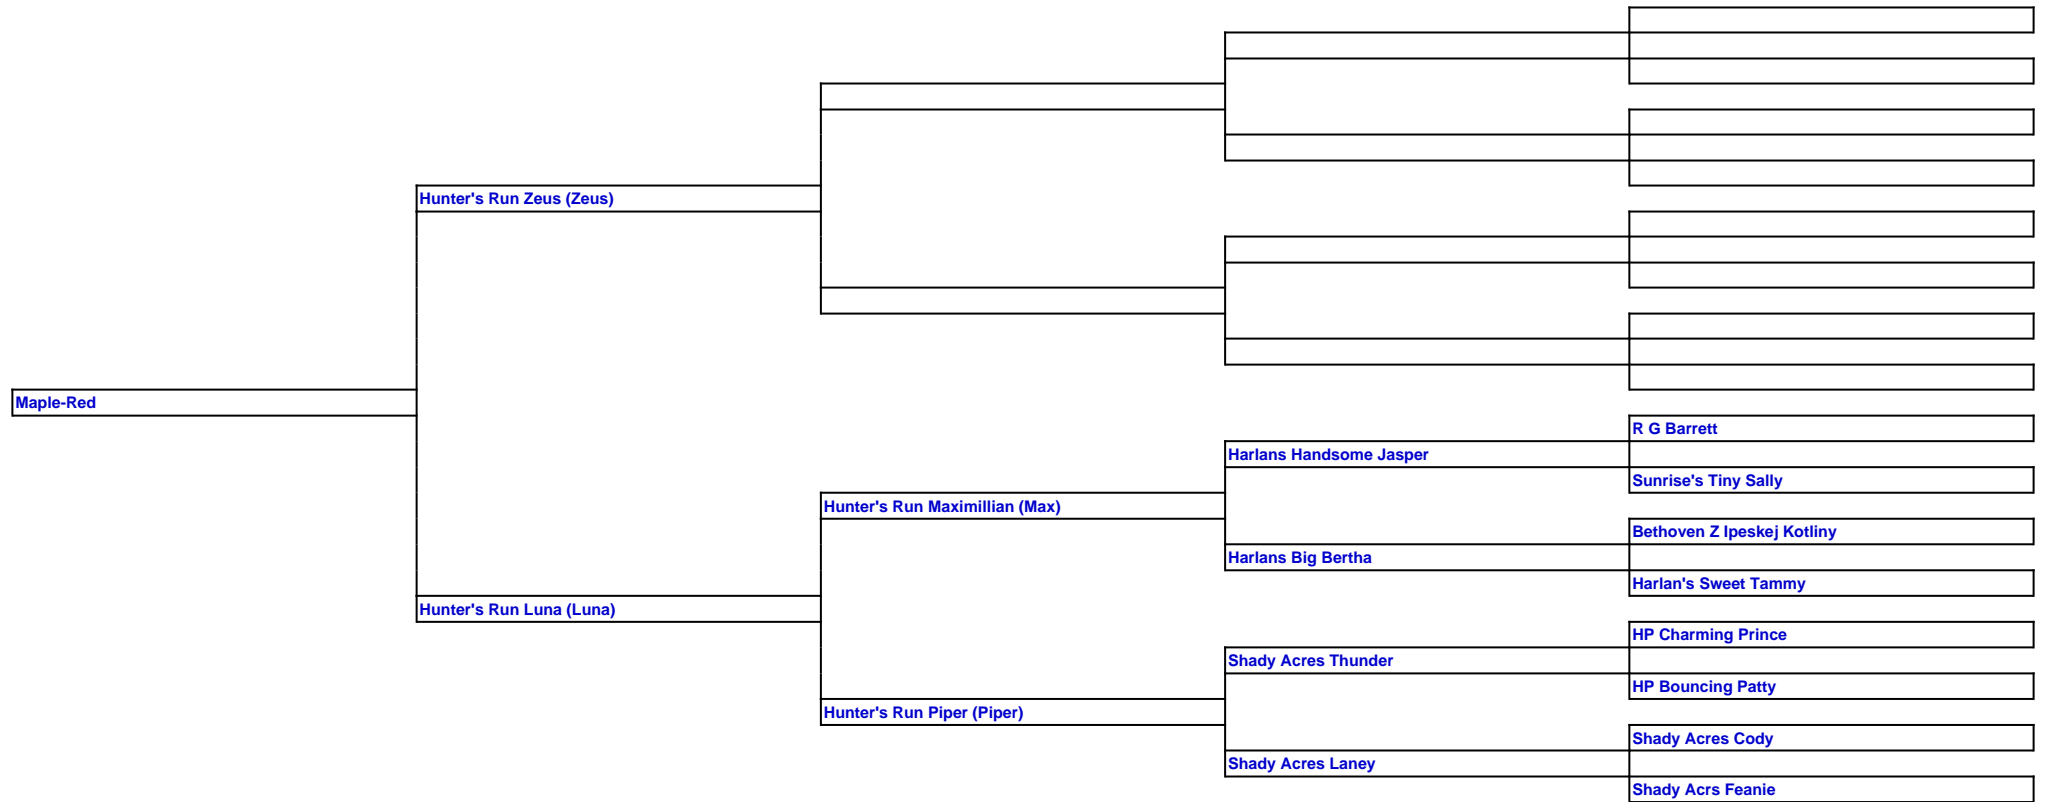 Hunter's Run Zeus (Zeus)
Maple-Red
R G Barrett
Harlans Handsome Jasper
Sunrise's Tiny Sally
Hunter's Run Maximillian (Max)
Bethoven Z Ipeskej Kotliny
Harlans Big Bertha
Harlan's Sweet Tammy
Hunter's Run Luna (Luna)
HP Charming Prince
Shady Acres Thunder
HP Bouncing Patty
Hunter's Run Piper (Piper)
Shady Acres Cody
Shady Acres Laney
Shady Acrs Feanie